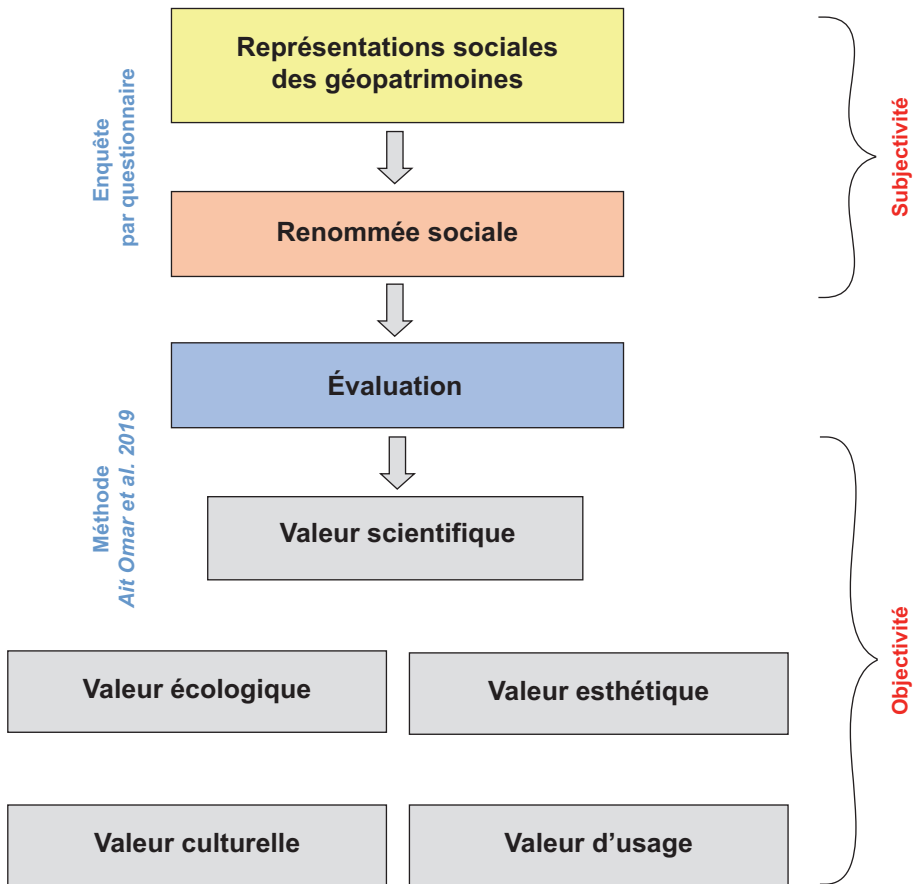 Représentations sociales
des géopatrimoines
Enquête
par questionnaire
Subjectivité
Renommée sociale
Évaluation
Méthode
Ait Omar et al. 2019
Valeur scientifique
Objectivité
Valeur écologique
Valeur esthétique
Valeur culturelle
Valeur d'usage